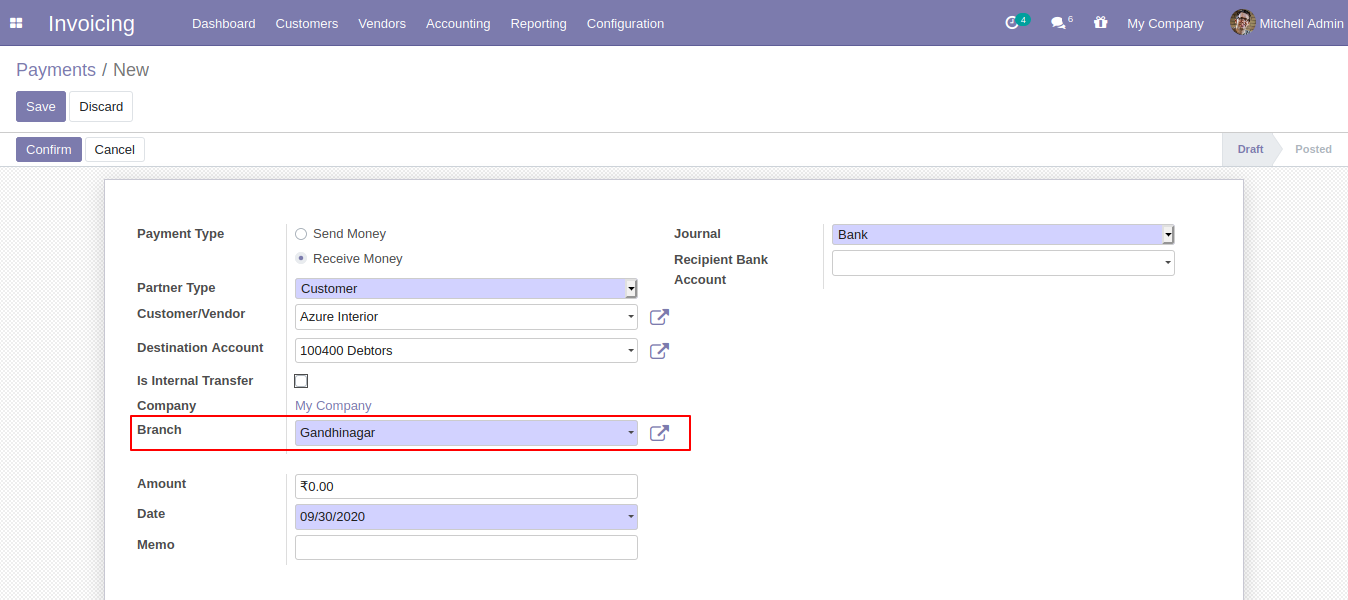 Invoicing Dashboard Customers Vendors Accounting Reporting Configuration 4 6 My Company Mitchell Admin
Payments / New
Save Discard
Confirm Cancel Draft Posted
Payment Type Send Money
Receive Money
Partner Type Customer
Customer/Vendor Azure Interior
Destination Account 100400 Debtors
Is Internal Transfer
Company My Company
Branch Gandhinagar
Amount ₹0.00
Date 09/30/2020
Memo
Journal Bank
Recipient Bank
Account